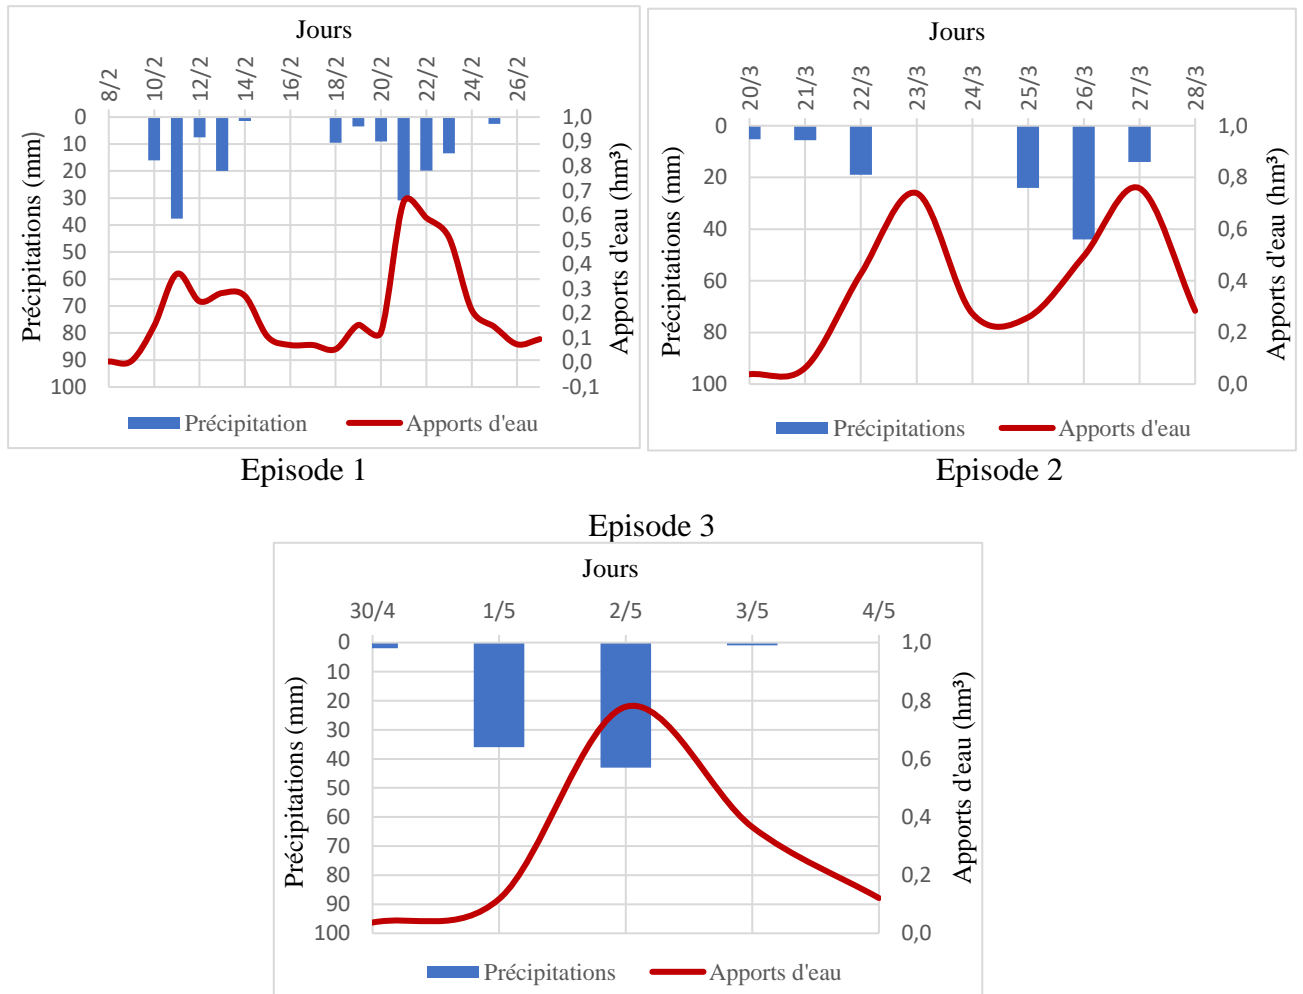 Jours
8/2 10/2 12/2 14/2 16/2 18/2 20/2 22/2 24/2 26/2
Précipitations (mm)
0
10
20
30
40
50
60
70
80
90
100
1,0
0,9
0,8
0,7
0,6
0,5
0,4
0,3
0,2
0,1
0,0
-0,1
Apports d'eau (hm³)
Précipitation Apports d'eau
Episode 1
Jours
20/3 21/3 22/3 23/3 24/3 25/3 26/3 27/3 28/3
Précipitations (mm)
0
20
40
60
80
100
1,0
0,8
0,6
0,4
0,2
0,0
Apports d'eau (hm³)
Précipitations Apports d'eau
Episode 2
Episode 3
Jours
30/4 1/5 2/5 3/5 4/5
Précipitations (mm)
0
10
20
30
40
50
60
70
80
90
100
1,0
0,8
0,6
0,4
0,2
0,0
Apports d'eau (hm³)
Précipitations Apports d'eau